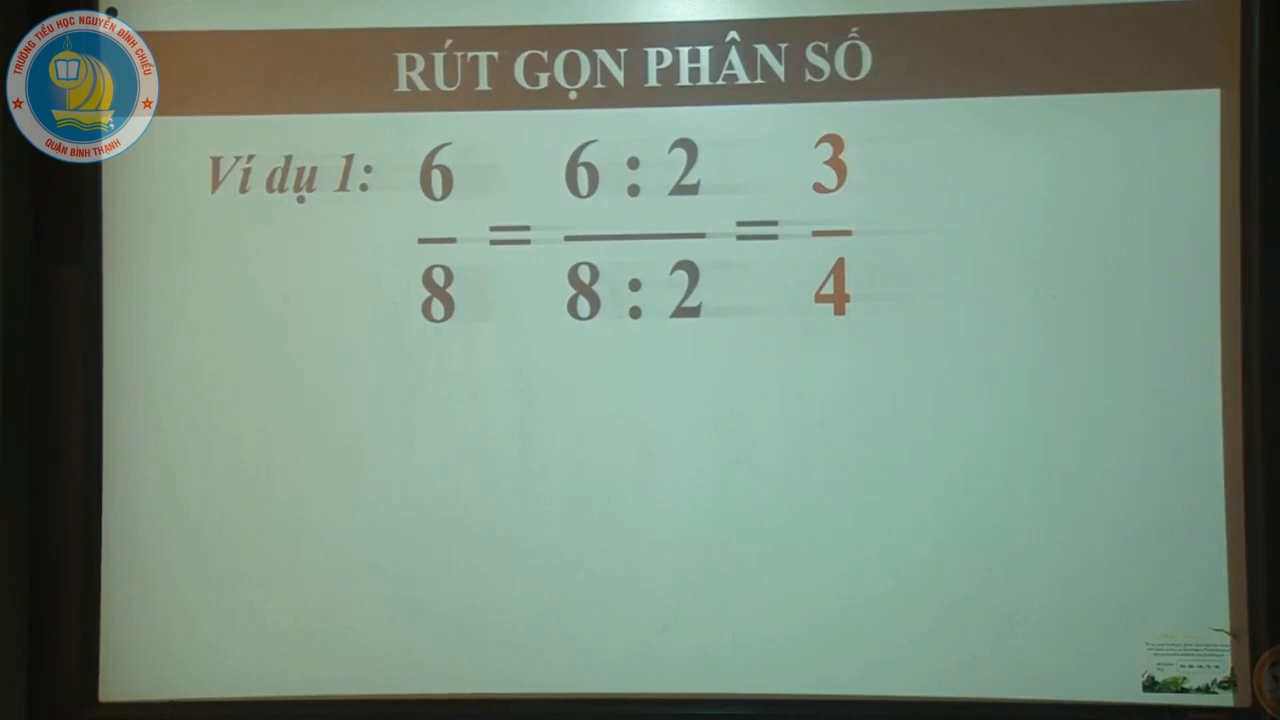 TRƯỜNG TIỂU HỌC NGUYỄN ĐÌNH CHIỂU
QUẬN BÌNH THẠNH
RÚT GỌN PHÂN SỐ
Ví dụ 1: 6/8 = 6 : 2/8 : 2 = 3/4